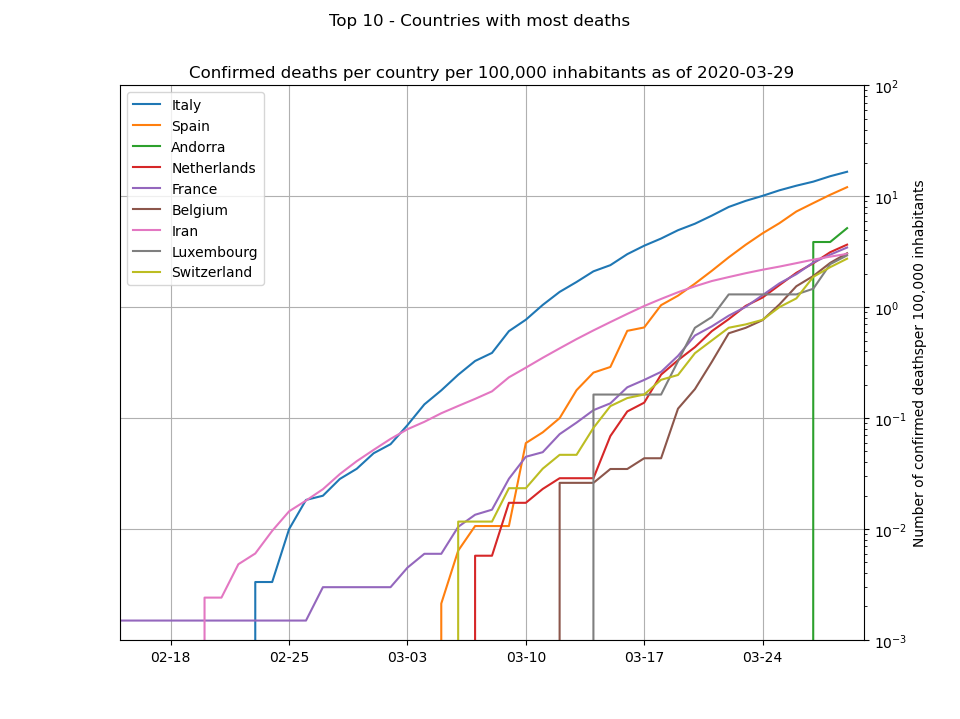 Top 10 - Countries with most deaths
Confirmed deaths per country per 100,000 inhabitants as of 2020-03-29
Italy
Spain
Andorra
Netherlands
France
Belgium
Iran
Luxembourg
Switzerland
10²
10¹
10⁰
10⁻¹
10⁻²
10⁻³
Number of confirmed deathsper 100,000 inhabitants
02-18 02-25 03-03 03-10 03-17 03-24